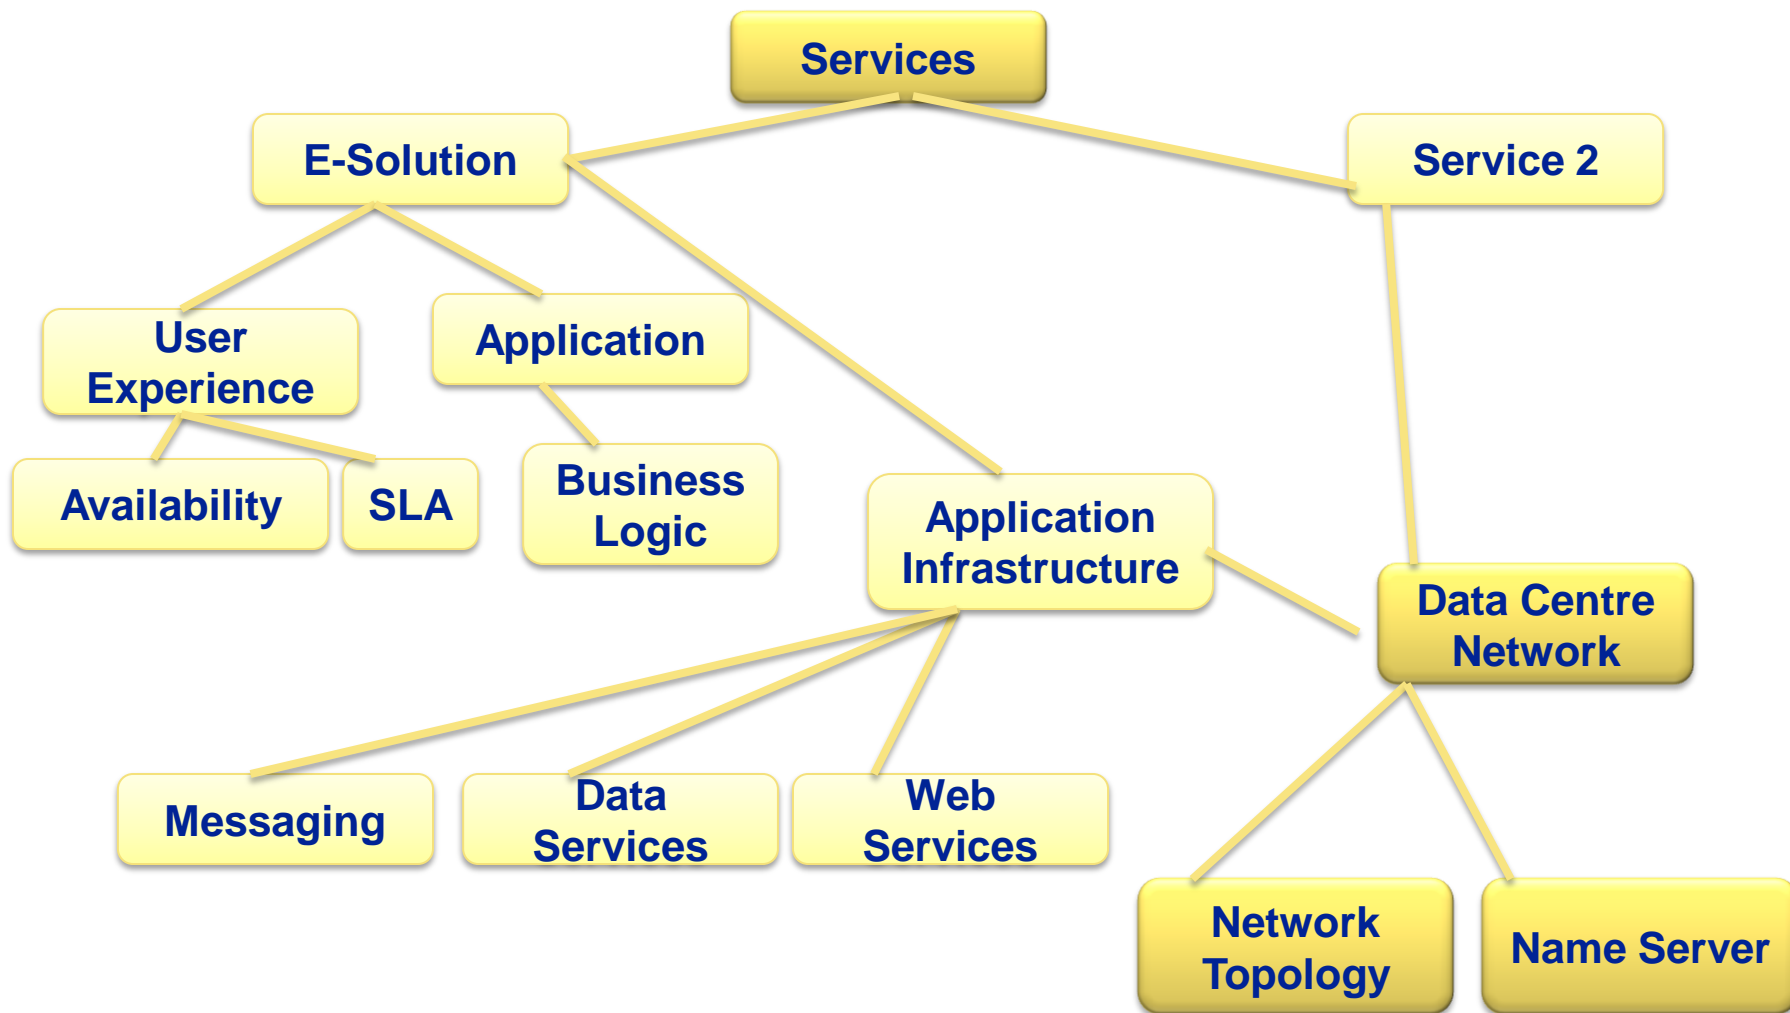 Services
E-Solution
Service 2
User
Experience
Application
Availability
SLA
Business
Logic
Application
Infrastructure
Data Centre
Network
Messaging
Data
Services
Web
Services
Network
Topology
Name Server